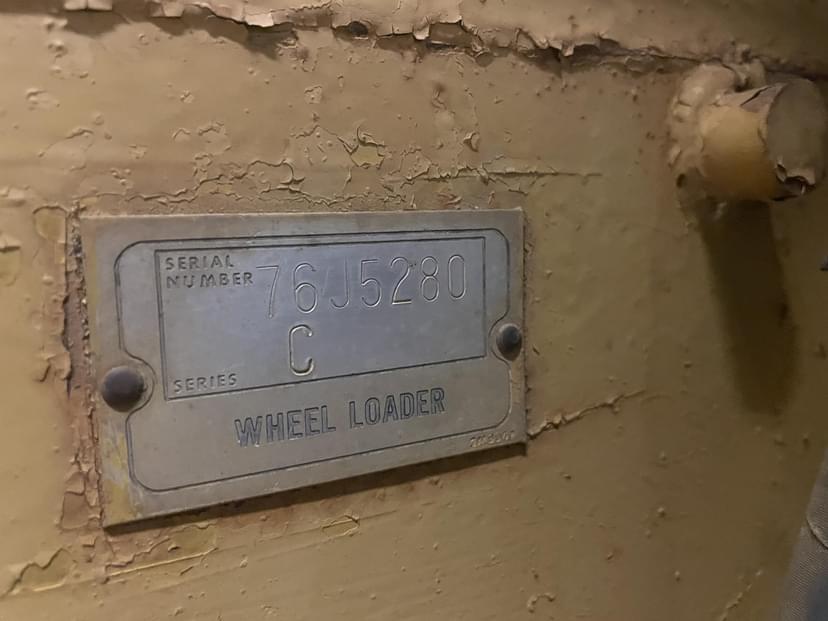 SERIAL
NUMBER 76J5280
C
SERIES
WHEEL LOADER